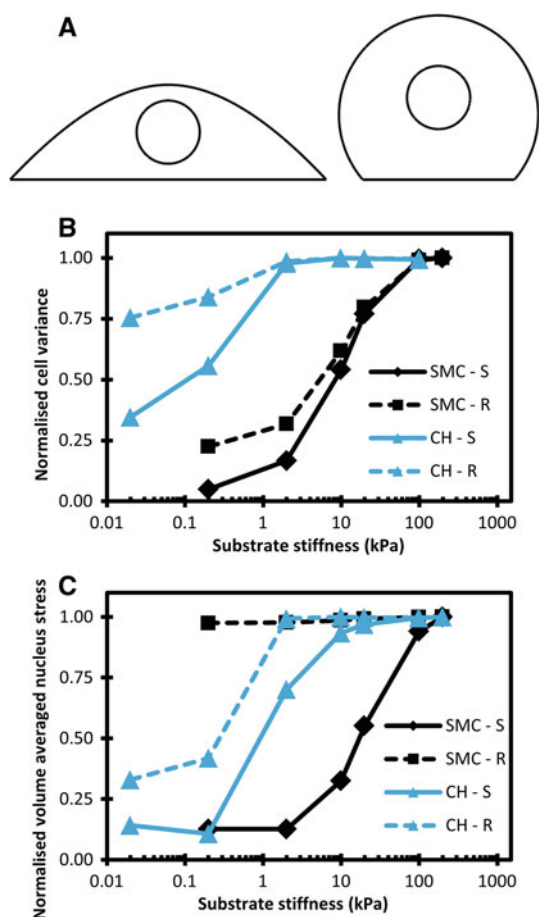 A
B
Normalised cell variance
1.00
0.75
0.50
0.25
0.00
SMC - S
SMC - R
CH - S
CH - R
0.01 0.1 1 10 100 1000
Substrate stiffness (kPa)
C
Normalised volume averaged nucleus stress
1.00
0.75
0.50
0.25
0.00
SMC - S
SMC - R
CH - S
CH - R
0.01 0.1 1 10 100 1000
Substrate stiffness (kPa)